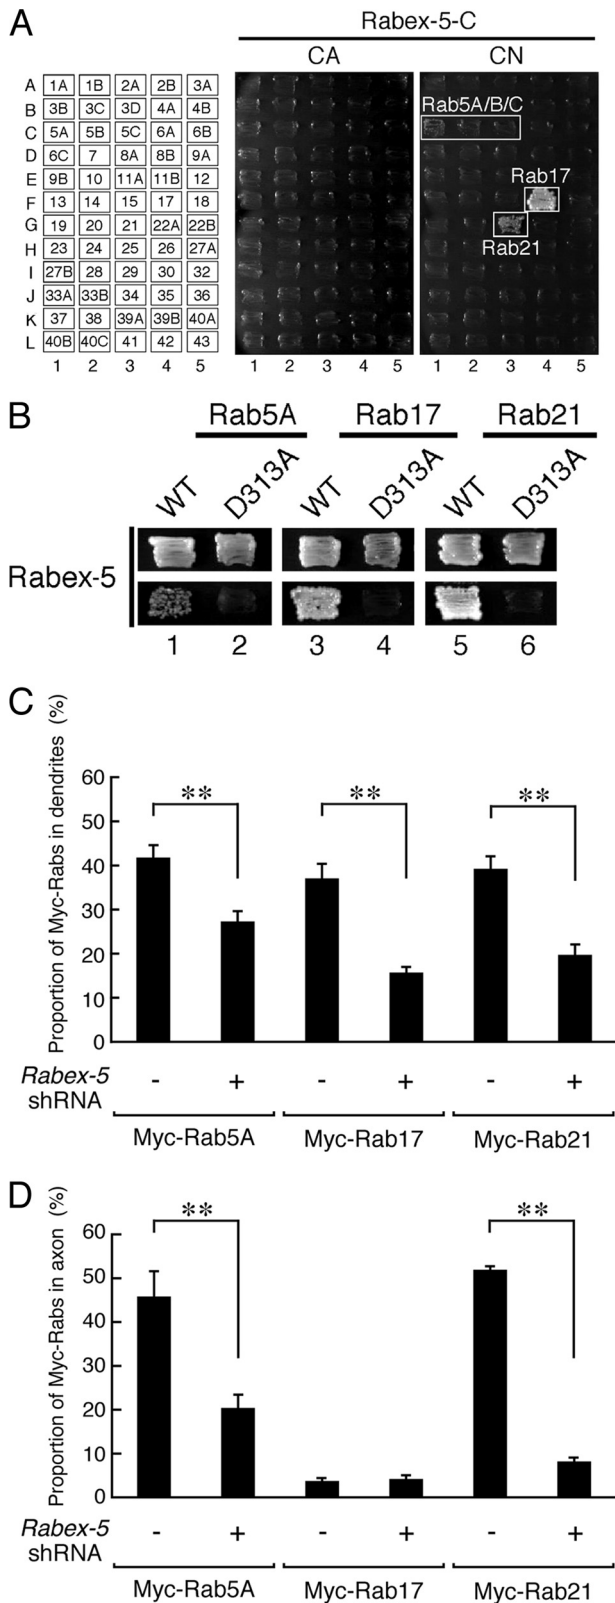 A
Rabex-5-C
CA CN
A 1A 1B 2A 2B 3A
B 3B 3C 3D 4A 4B
C 5A 5B 5C 6A 6B
D 6C 7 8A 8B 9A
E 9B 10 11A 11B 12
F 13 14 15 17 18
G 19 20 21 22A 22B
H 23 24 25 26 27A
I 27B 28 29 30 32
J 33A 33B 34 35 36
K 37 38 39A 39B 40A
L 40B 40C 41 42 43
1 2 3 4 5
Rab5A/B/C
Rab17
Rab21
1 2 3 4 5
1 2 3 4 5
B
Rab5A Rab17 Rab21
WT D313A WT D313A WT D313A
Rabex-5
1 2 3 4 5 6
C
Proportion of Myc-Rabs in dendrites (%)
60
50
40
30
20
10
0
** ** **
Rabex-5 shRNA - + - + - +
Myc-Rab5A Myc-Rab17 Myc-Rab21
D
Proportion of Myc-Rabs in axon (%)
60
50
40
30
20
10
0
** **
Rabex-5 shRNA - + - + - +
Myc-Rab5A Myc-Rab17 Myc-Rab21